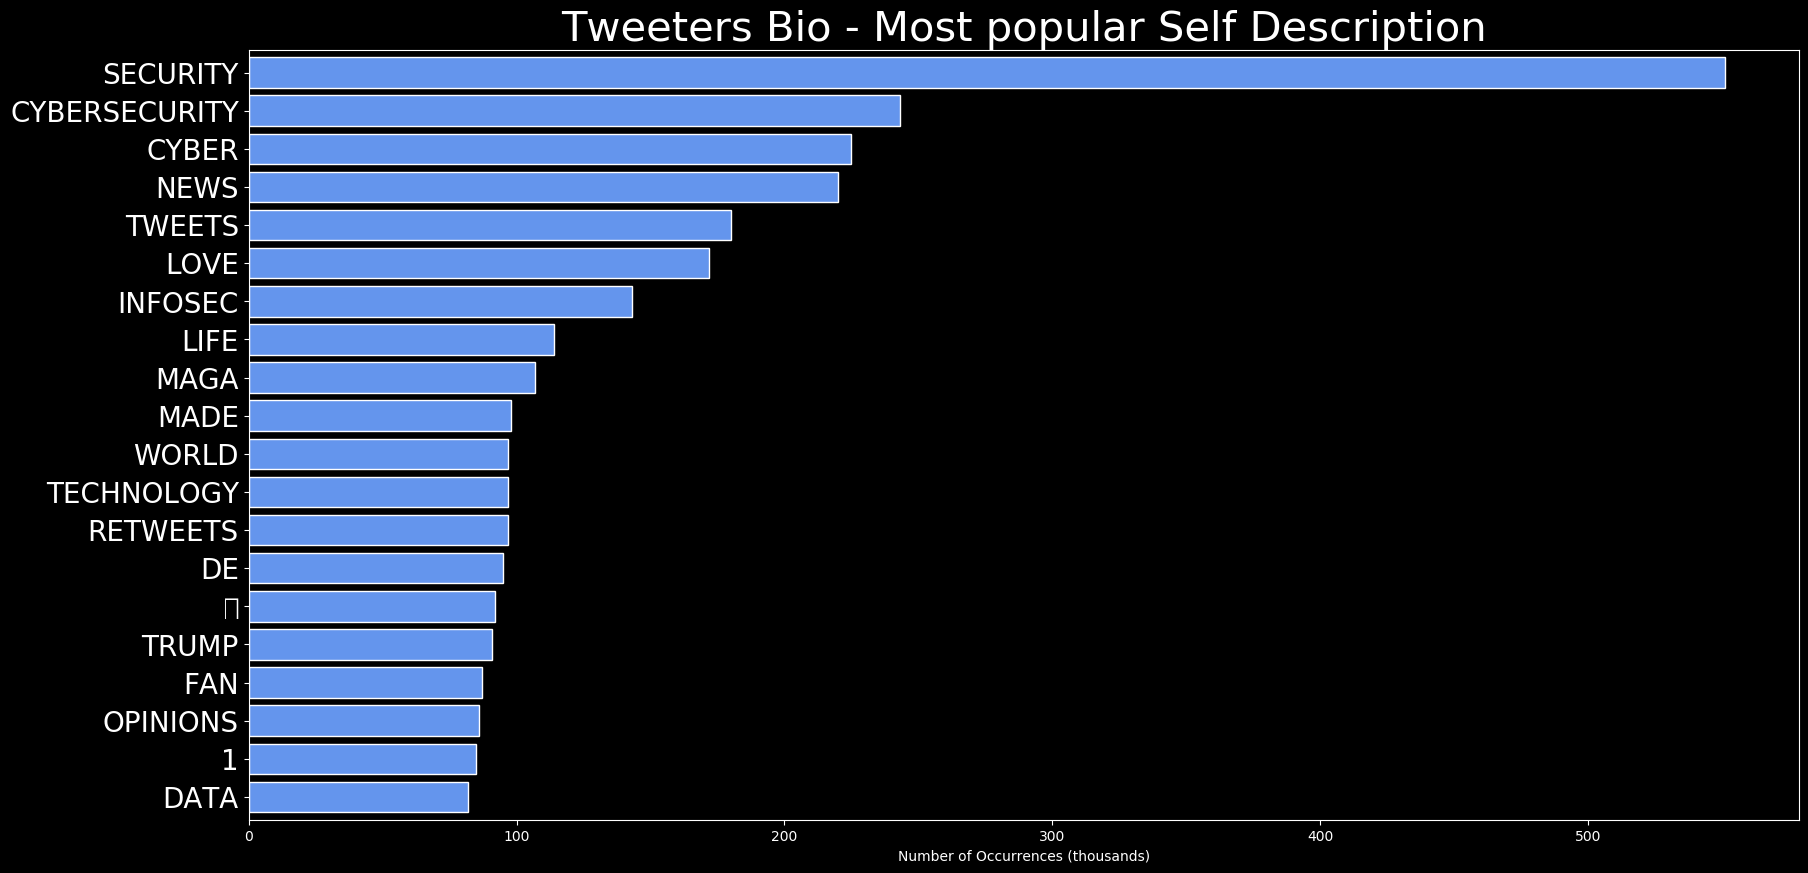 Tweeters Bio - Most popular Self Description
SECURITY
CYBERSECURITY
CYBER
NEWS
TWEETS
LOVE
INFOSEC
LIFE
MAGA
MADE
WORLD
TECHNOLOGY
RETWEETS
DE
TRUMP
FAN
OPINIONS
1
DATA
0 100 200 300 400 500
Number of Occurrences (thousands)